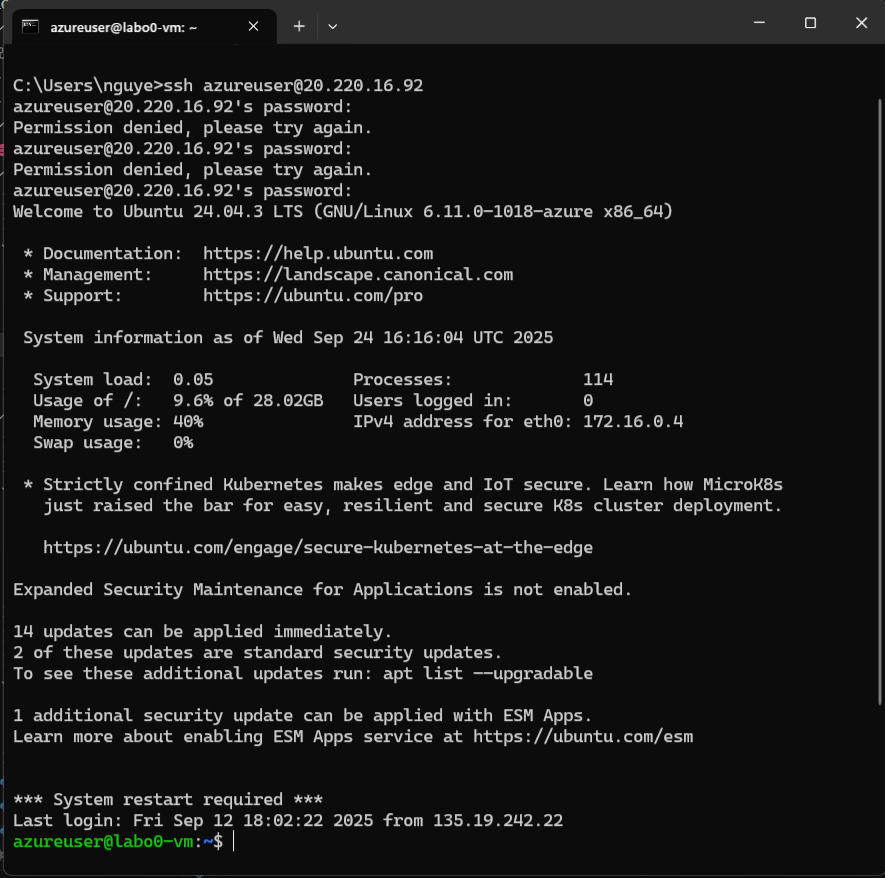 azureuser@labo0-vm: ~
C:\Users\nguye>ssh azureuser@20.220.16.92
azureuser@20.220.16.92's password:
Permission denied, please try again.
azureuser@20.220.16.92's password:
Permission denied, please try again.
azureuser@20.220.16.92's password:
Welcome to Ubuntu 24.04.3 LTS (GNU/Linux 6.11.0-1018-azure x86_64)
* Documentation:  https://help.ubuntu.com
* Management:     https://landscape.canonical.com
* Support:        https://ubuntu.com/pro
System information as of Wed Sep 24 16:16:04 UTC 2025
System load:  0.05              Processes:             114
Usage of /:   9.6% of 28.02GB   Users logged in:       0
Memory usage: 40%               IPv4 address for eth0: 172.16.0.4
Swap usage:   0%
* Strictly confined Kubernetes makes edge and IoT secure. Learn how MicroK8s
just raised the bar for easy, resilient and secure K8s cluster deployment.
https://ubuntu.com/engage/secure-kubernetes-at-the-edge
Expanded Security Maintenance for Applications is not enabled.
14 updates can be applied immediately.
2 of these updates are standard security updates.
To see these additional updates run: apt list --upgradable
1 additional security update can be applied with ESM Apps.
Learn more about enabling ESM Apps service at https://ubuntu.com/esm
*** System restart required ***
Last login: Fri Sep 12 18:02:22 2025 from 135.19.242.22
azureuser@labo0-vm:~$